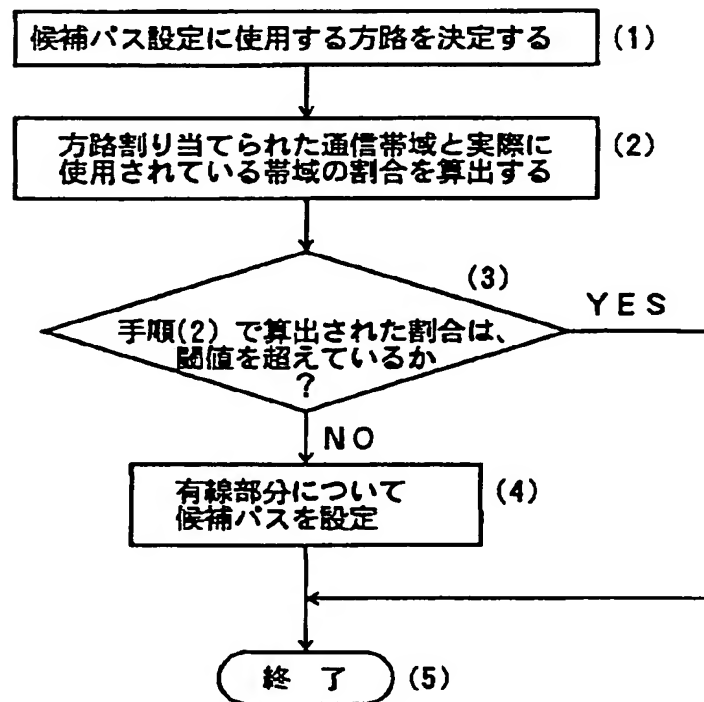 候補パス設定に使用する方路を決定する (1)
方路割り当てられた通信帯域と実際に
使用されている帯域の割合を算出する
(2)
(3)
YES
手順(2) で算出された割合は、
閾値を超えているか
?
NO
有線部分について
候補パスを設定
(4)
終 了 (5)